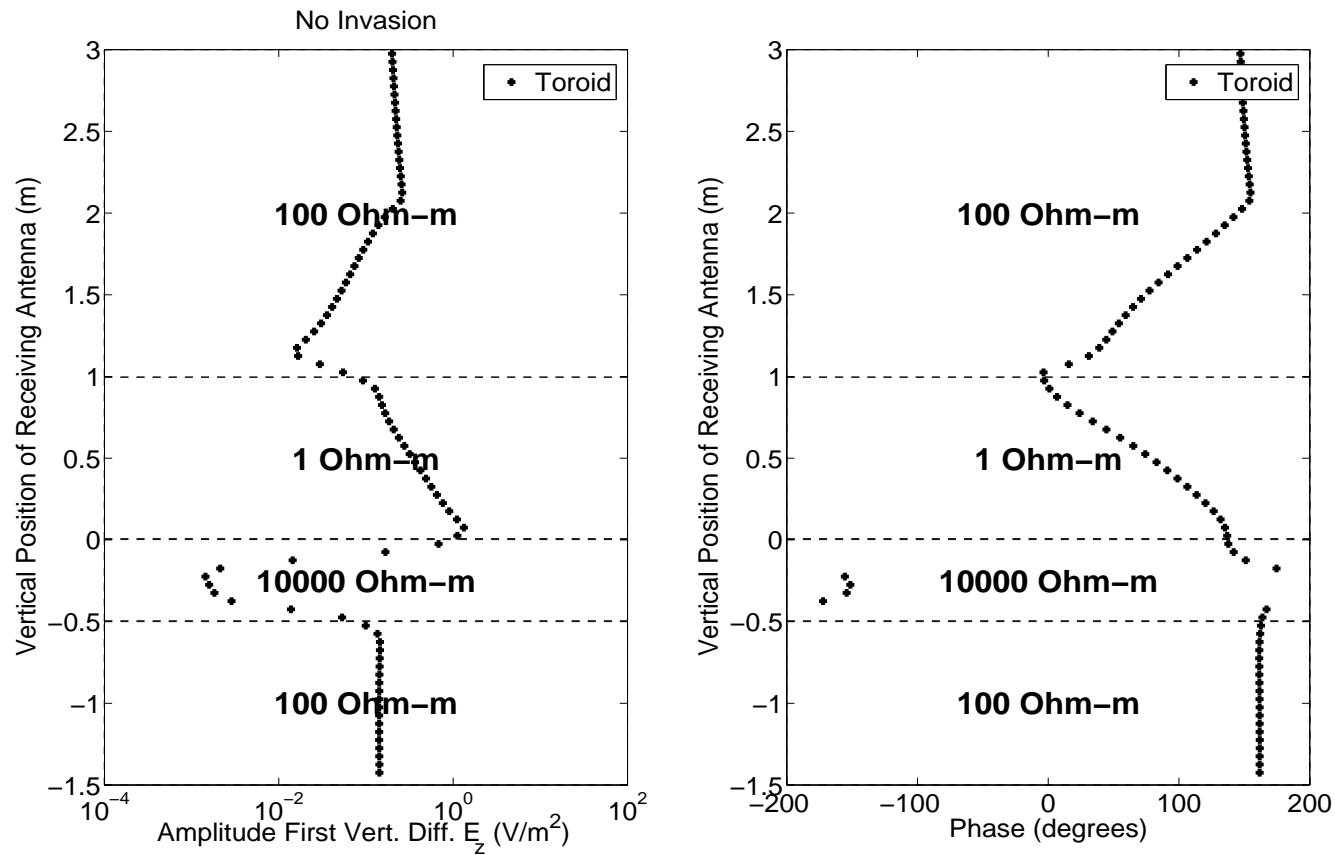 No Invasion
Toroid
3
2.5
2
1.5
1
0.5
0
−0.5
−1
−1.5
Vertical Position of Receiving Antenna (m)
100 Ohm−m
1 Ohm−m
10000 Ohm−m
100 Ohm−m
10^−4
10^−2
10^0
10^2
Amplitude First Vert. Diff. E_z (V/m^2)
Toroid
3
2.5
2
1.5
1
0.5
0
−0.5
−1
−1.5
Vertical Position of Receiving Antenna (m)
100 Ohm−m
1 Ohm−m
10000 Ohm−m
100 Ohm−m
−200
−100
0
100
200
Phase (degrees)